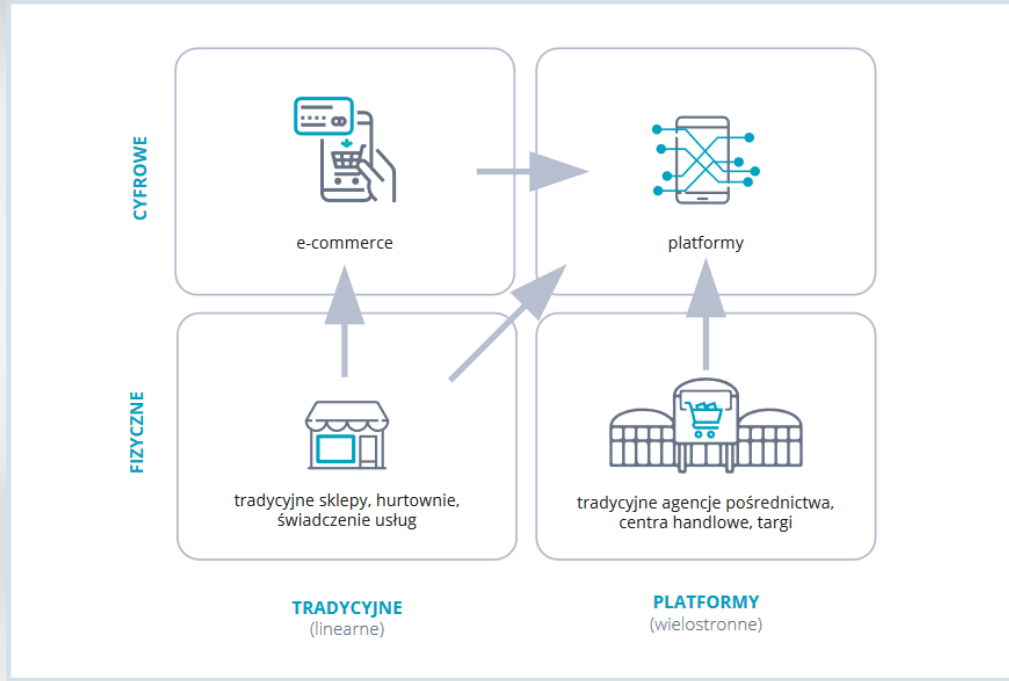 CYFROWE
e-commerce
platformy
FIZYCZNE
tradycyjne sklepy, hurtownie,
świadczenie usług
tradycyjne agencje pośrednictwa,
centra handlowe, targi
TRADYCYJNE
(linearne)
PLATFORMY
(wielostronne)